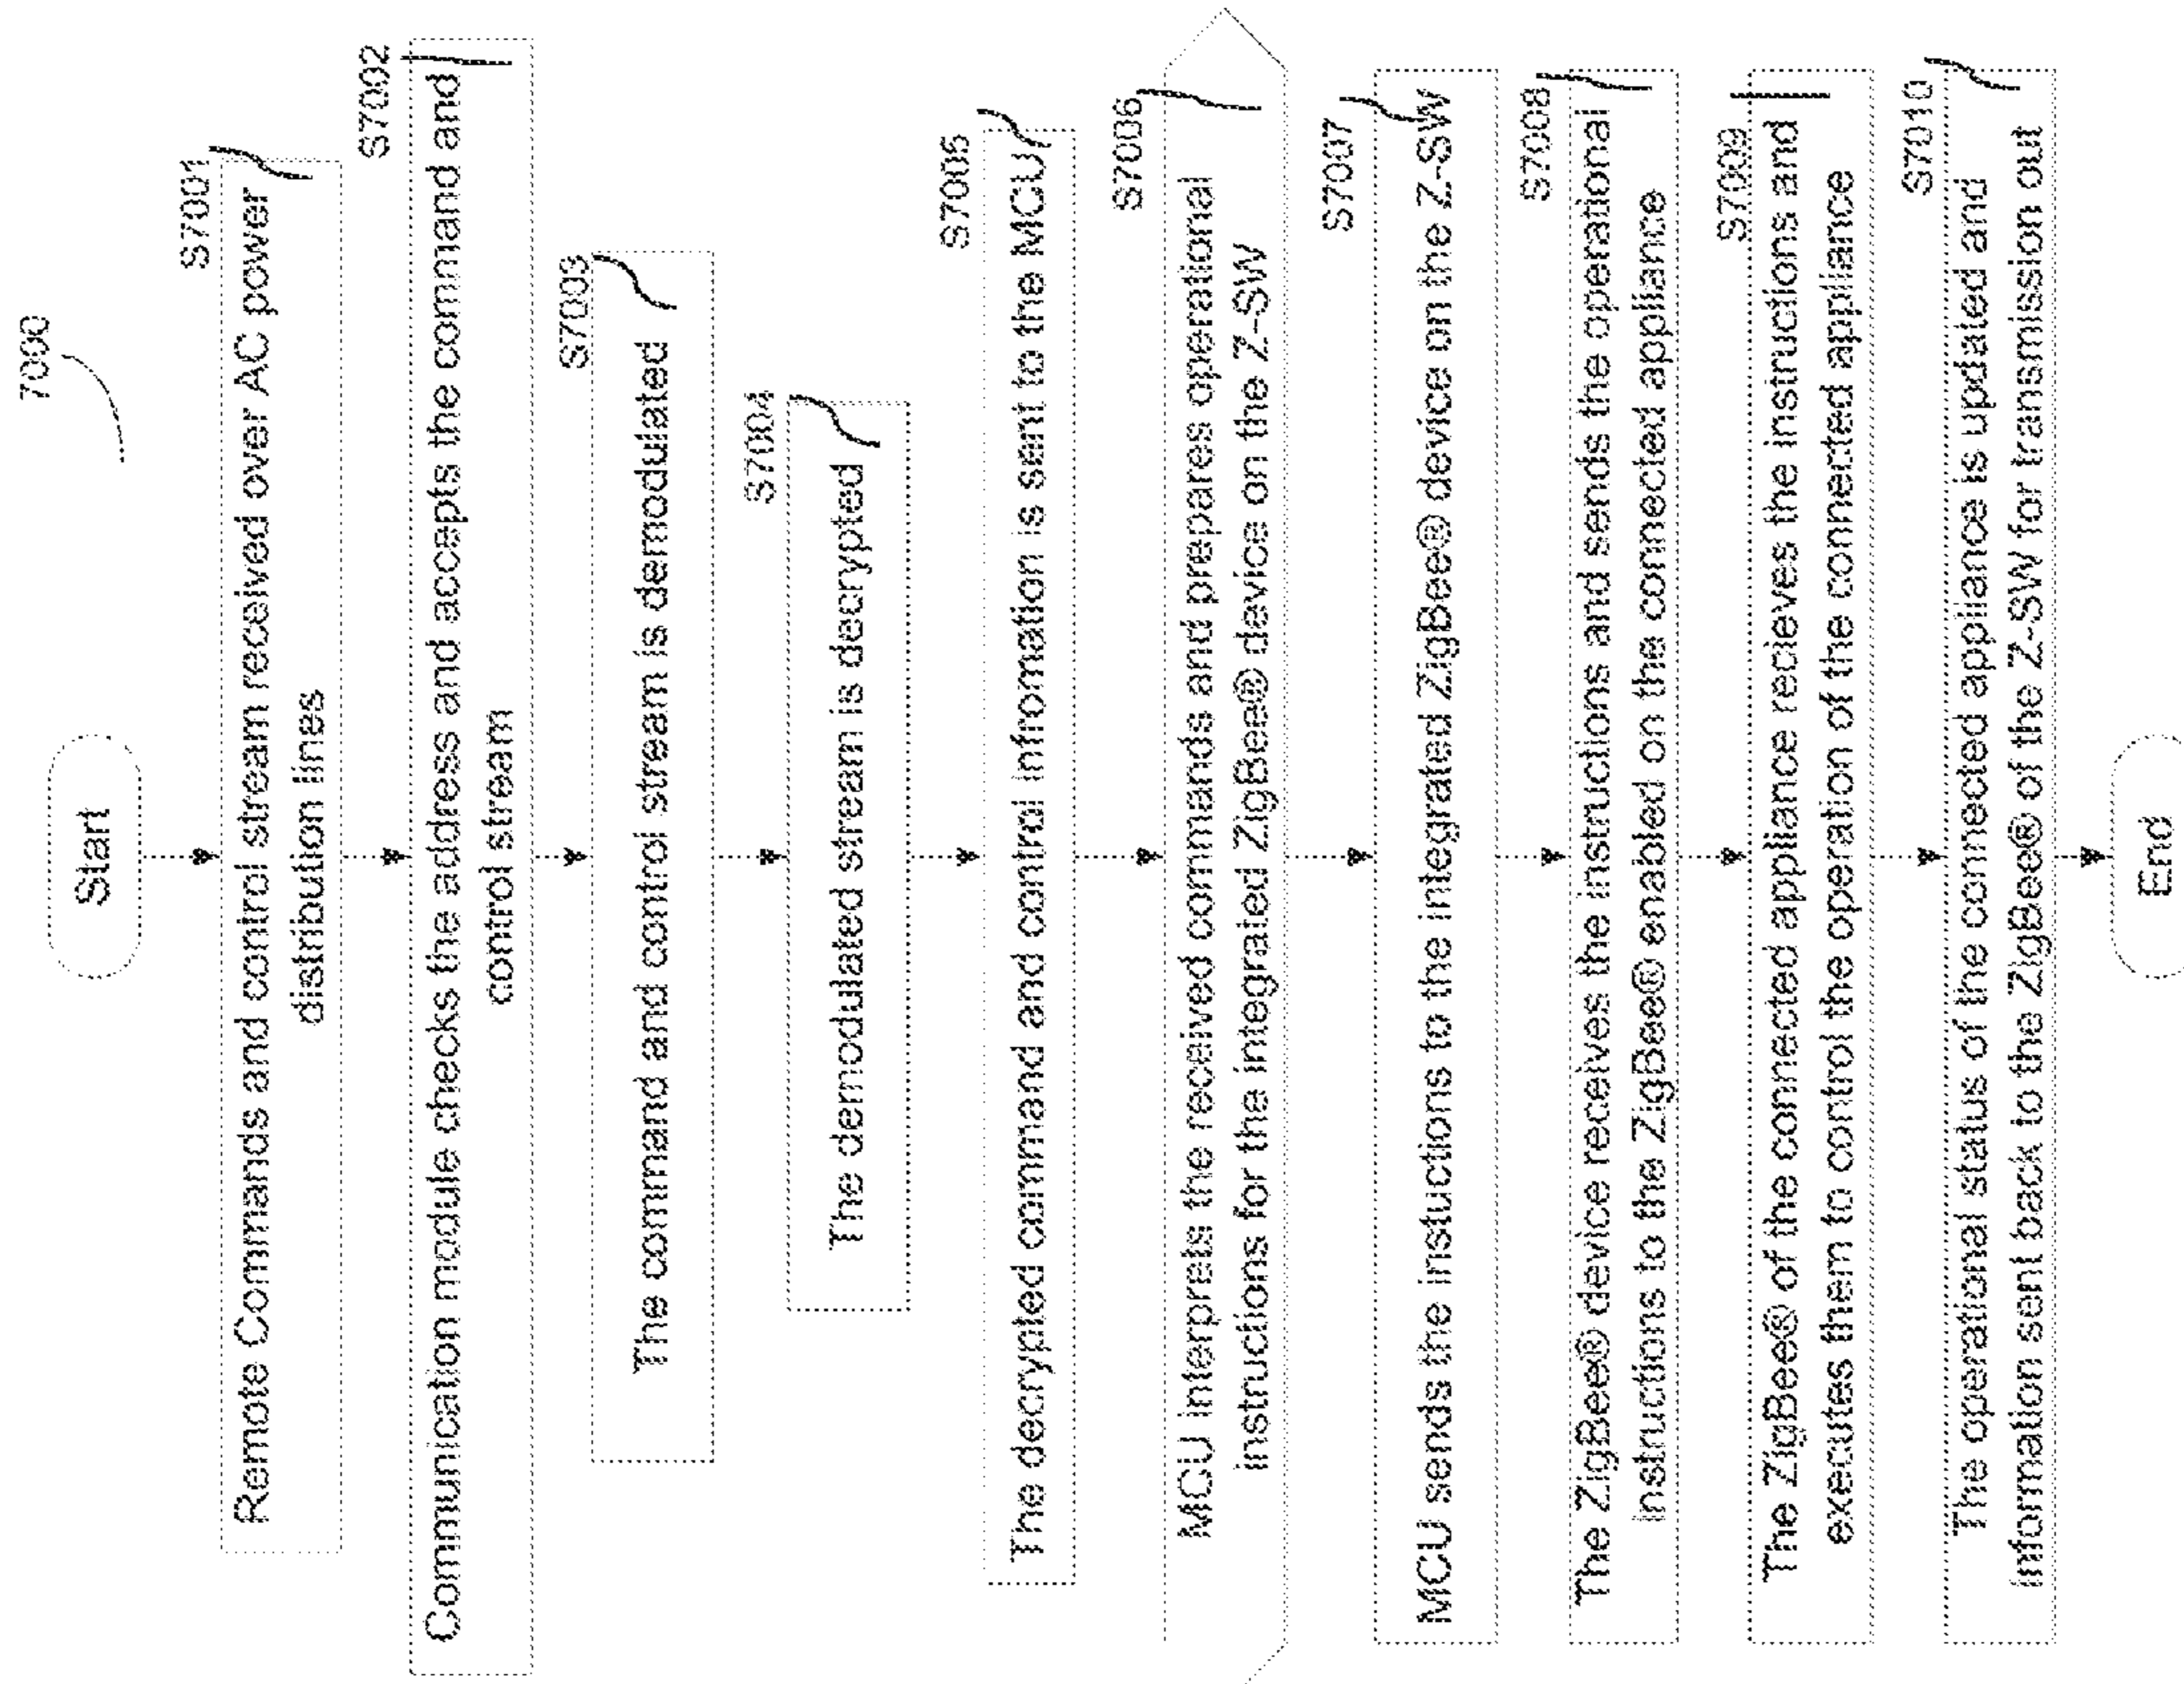 7000
Start
S7001
Remote Commands and control stream received over AC power
distribution lines
S7002
Communication module checks the address and accepts the command and
control stream
S7003
The command and control stream is demodulated
S7004
The demodulated stream is decrypted
S7005
The decrypted command and control infromation is sent to the MCU
S7006
MCU interprets the received commands and prepares operational
instructions for the integrated ZigBee® device on the Z-SW
S7007
MCU sends the instuctions to the integrated ZigBee® device on the Z-SW
S7008
The ZigBee® device receives the instructions and sends the operational
instructions to the ZigBee® enabled on the connected appliance
S7009
The ZigBee® of the connected appliance recieves the instructions and
executes them to control the operation of the connected appliance
S7010
The operational status of the connected appliance is updated and
information sent back to the ZigBee® of the Z-SW for transmission out
End